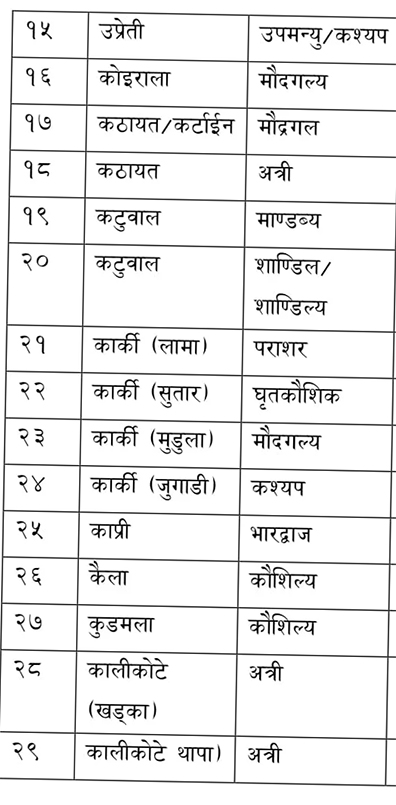 १५ उप्रेती उपमन्यु/कश्यप
१६ कोइराला मौदगल्य
१७ कठायत/कर्टाईन मौद्रगल
१८ कठायत अत्री
१९ कटुवाल माण्डब्य
२० कटुवाल शाण्डिल/
शाण्डिल्य
२१ कार्की (लामा) पराशर
२२ कार्की (सुतार) घृतकौशिक
२३ कार्की (मुडुला) मौदगल्य
२४ कार्की (जुगाडी) कश्यप
२५ काप्री भारद्वाज
२६ कैला कौशिल्य
२७ कुडमला कौशिल्य
२८ कालीकोटे अत्री
(खड्का)
२९ कालीकोटे थापा) अत्री